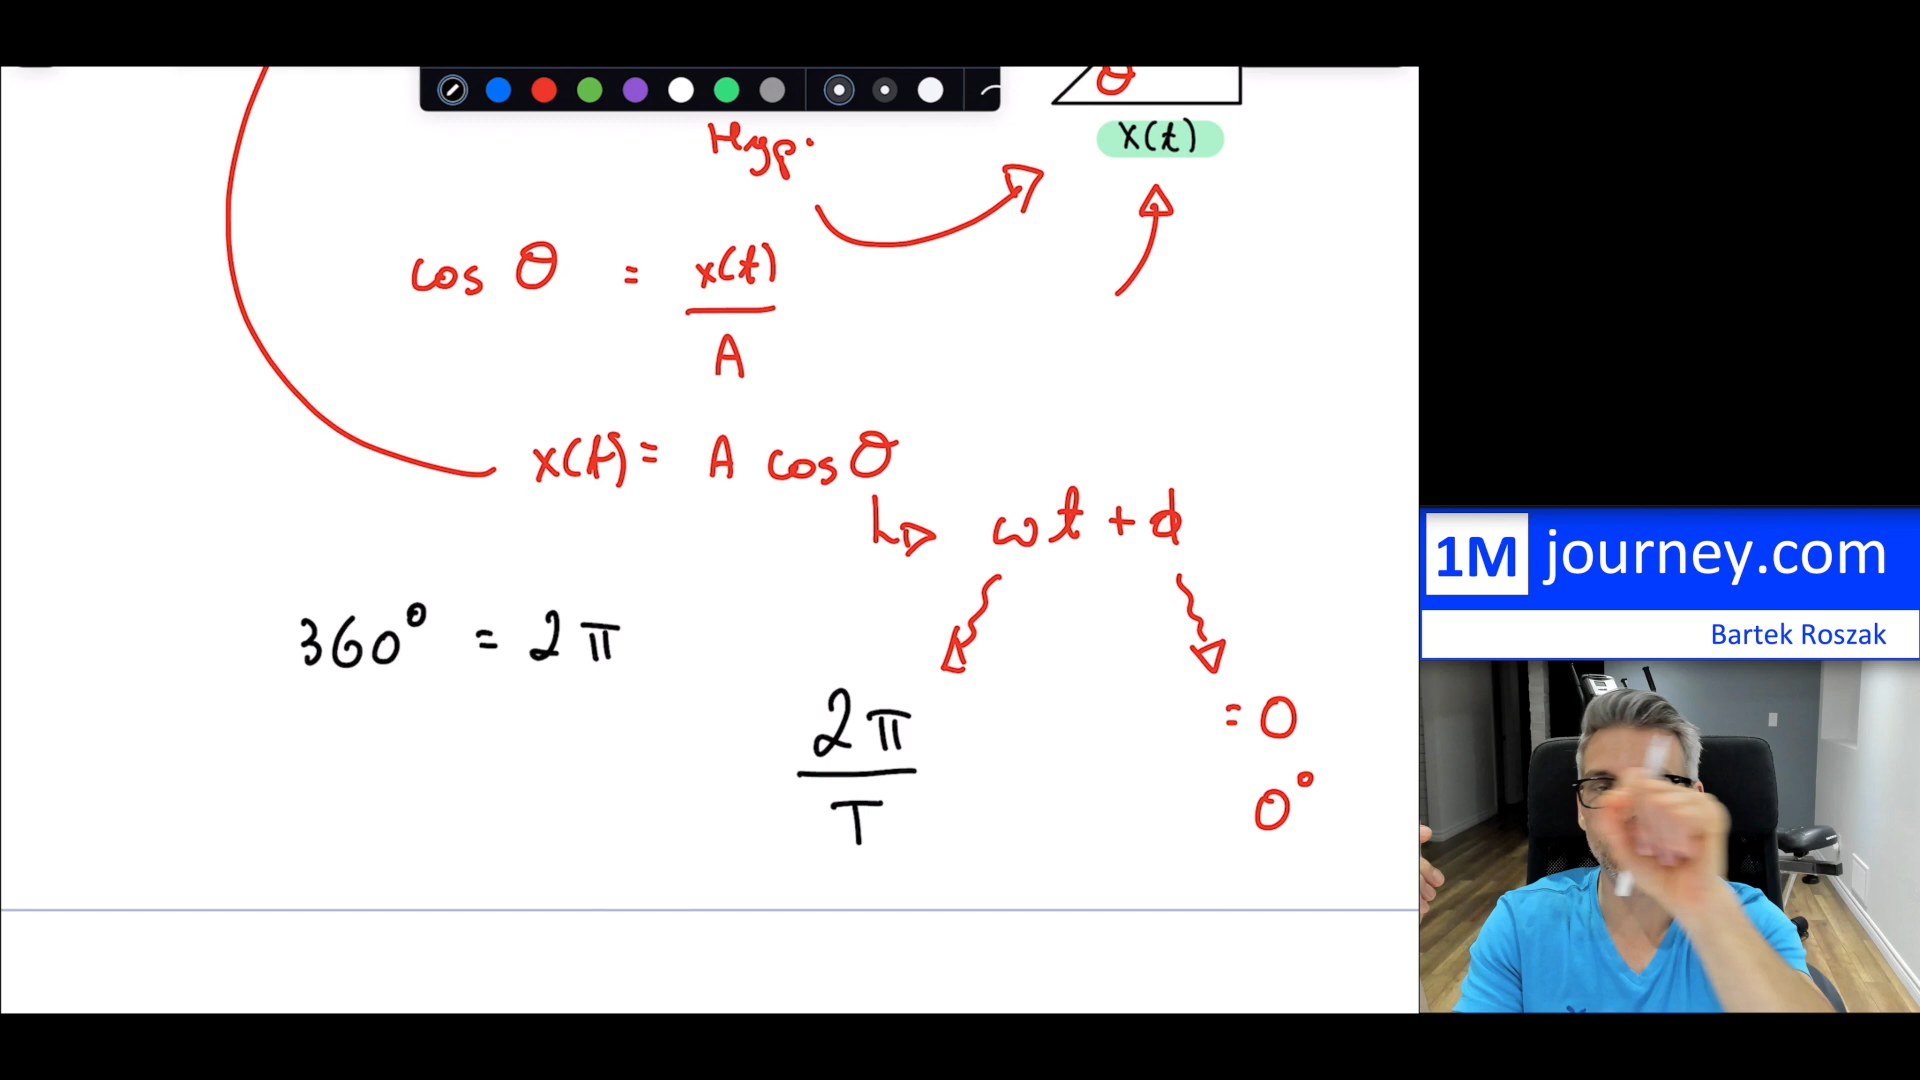 θ
x(t)
Hyp.
cos θ = x(t)/A
x(t) = A cos θ
ωt + ϕ
360° = 2π
2π/T
= 0
0°
1M journey.com
Bartek Roszak